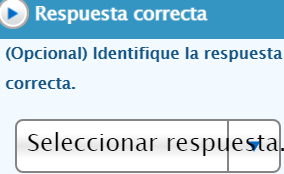 Respuesta correcta
(Opcional) Identifique la respuesta
correcta.
Seleccionar respuesta.